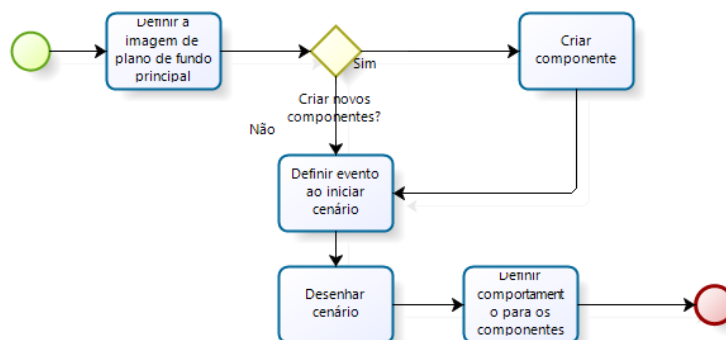 Definir a
imagem de
plano de fundo
principal
Sim
Criar
componente
Criar novos
componentes?
Não
Definir evento
ao iniciar
cenário
Desenhar
cenário
Definir
comportament
o para os
componentes